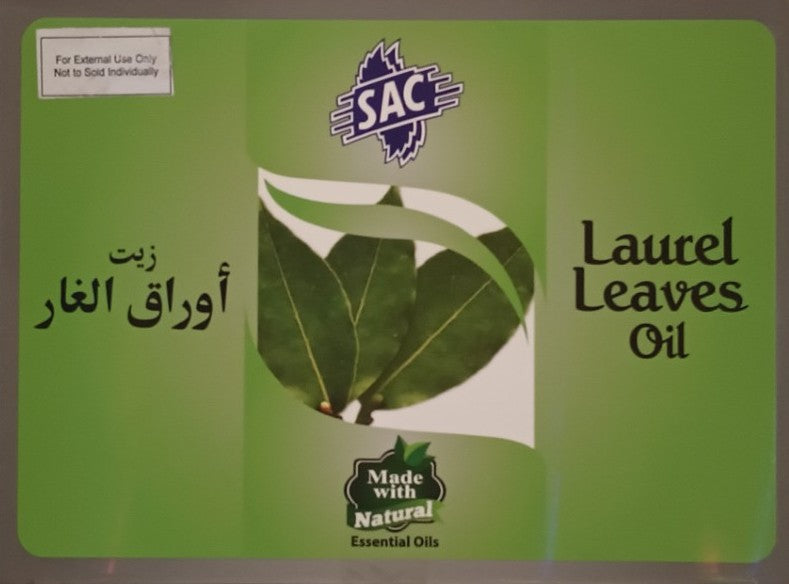 For External Use Only
Not to Sold Individually
SAC
زيت
أوراق الغار
Laurel
Leaves
Oil
Made
with
Natural
Essential Oils